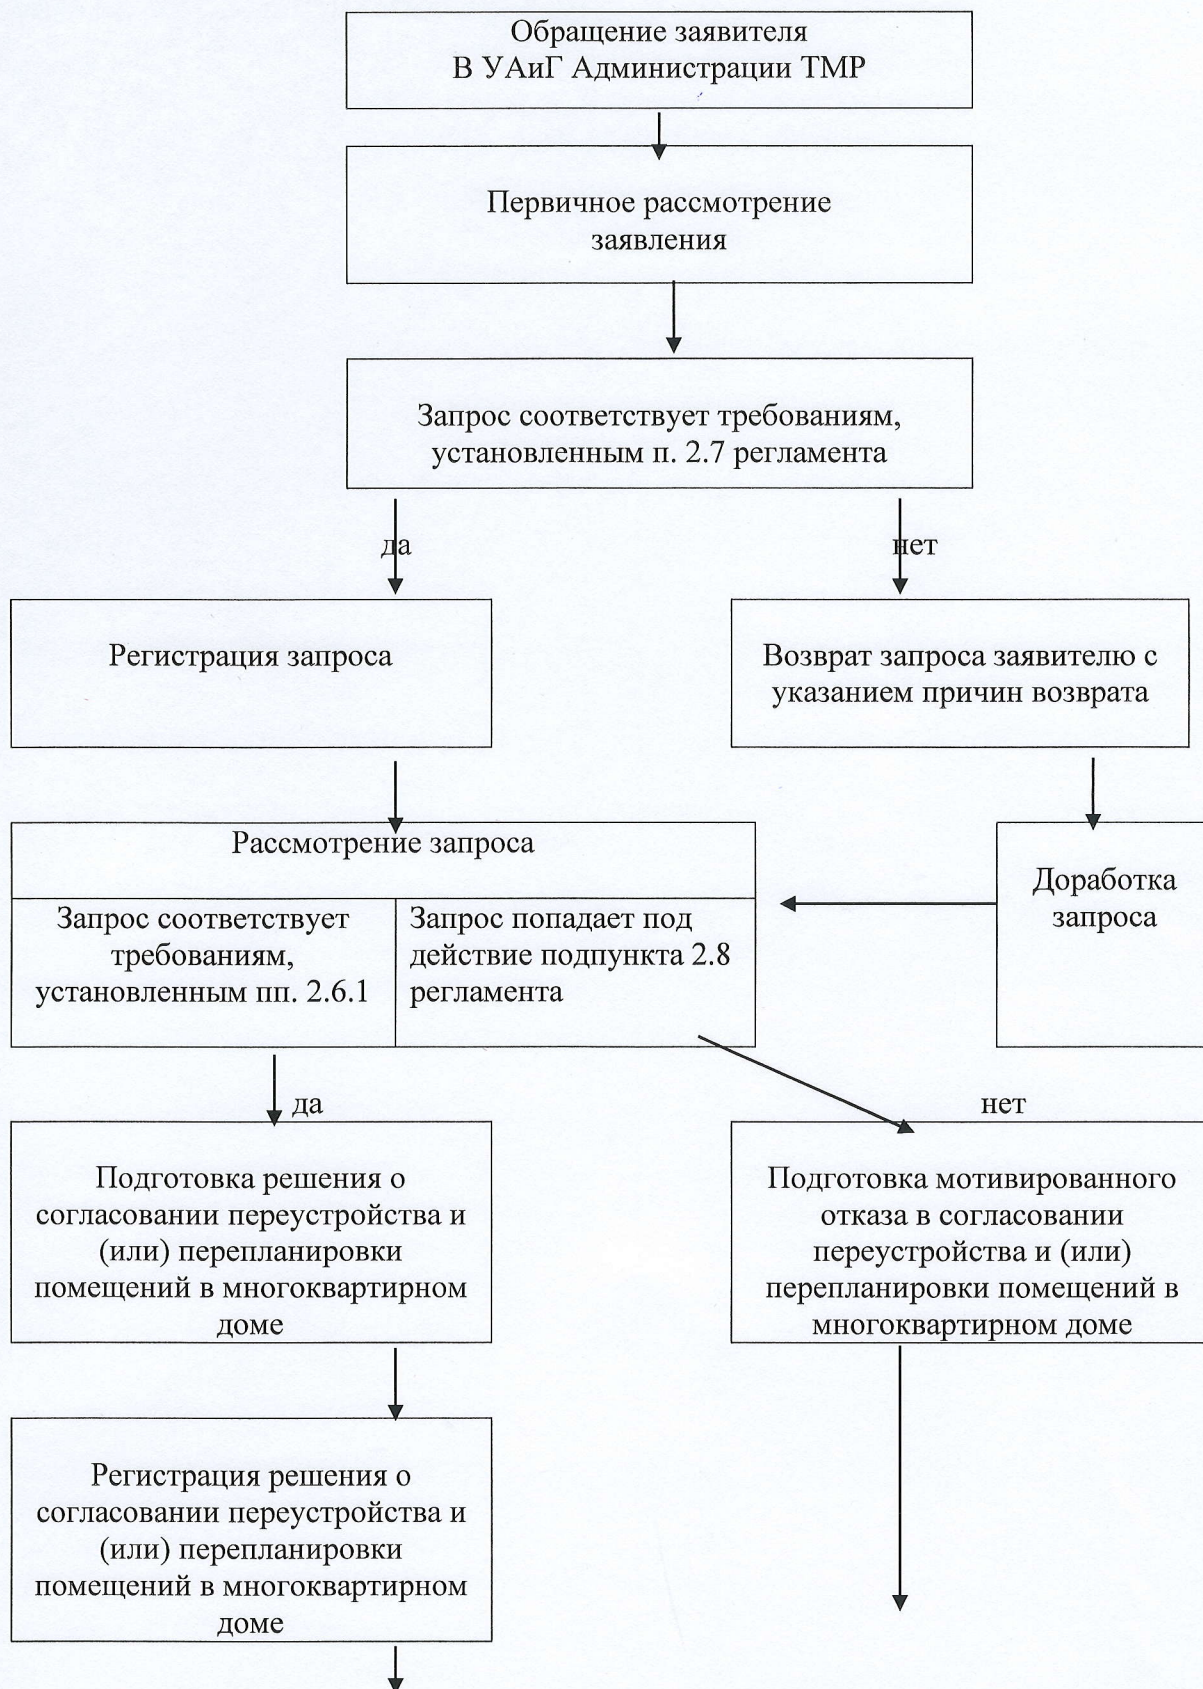 Обращение заявителя
В УАиГ Администрации ТМР
Первичное рассмотрение
заявления
Запрос соответствует требованиям,
установленным п. 2.7 регламента
да
нет
Регистрация запроса
Возврат запроса заявителю с
указанием причин возврата
Рассмотрение запроса
Запрос соответствует
требованиям,
установленным пп. 2.6.1
Запрос попадает под
действие подпункта 2.8
регламента
Доработка
запроса
да
нет
Подготовка решения о
согласовании переустройства и
(или) перепланировки
помещений в многоквартирном
доме
Подготовка мотивированного
отказа в согласовании
переустройства и (или)
перепланировки помещений в
многоквартирном доме
Регистрация решения о
согласовании переустройства и
(или) перепланировки
помещений в многоквартирном
доме